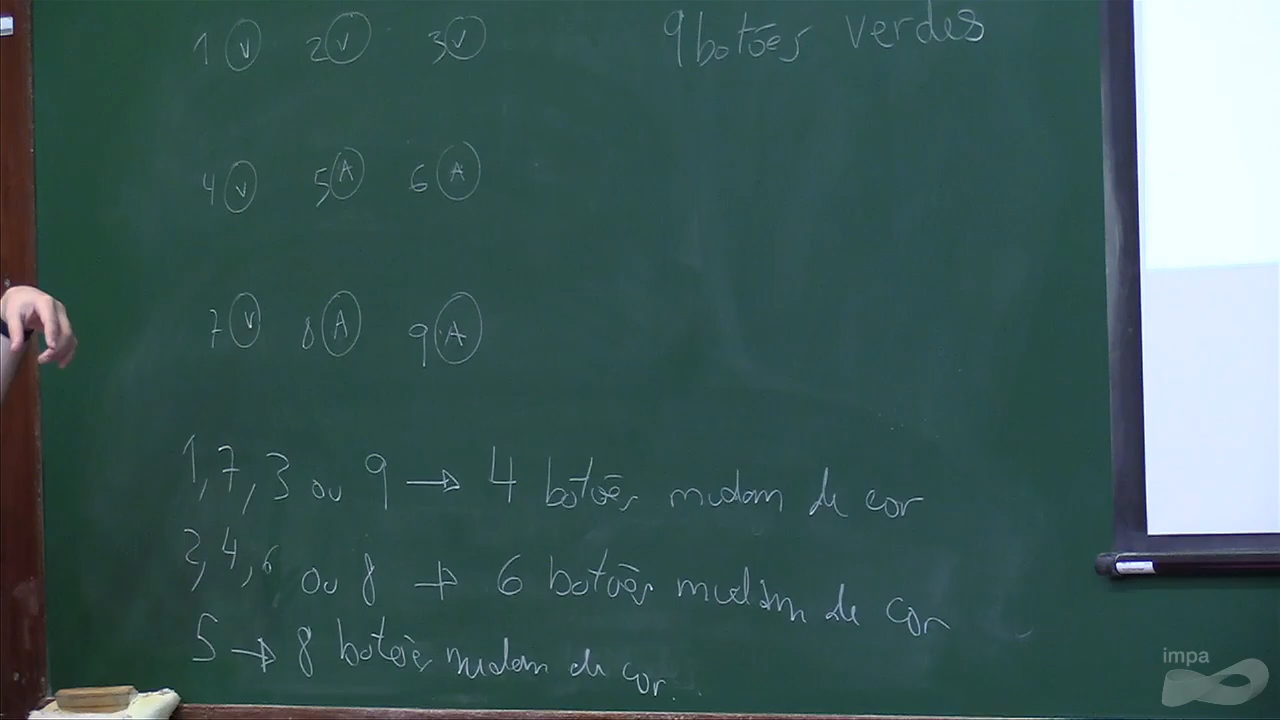 1 V 2 V 3 V 9 botões verdes
4 V 5 A 6 A
7 V 8 A 9 A
1, 7, 3 ou 9 → 4 botões mudam de cor
2, 4, 6 ou 8 → 6 botões mudam de cor
5 → 8 botões mudam de cor.
impa